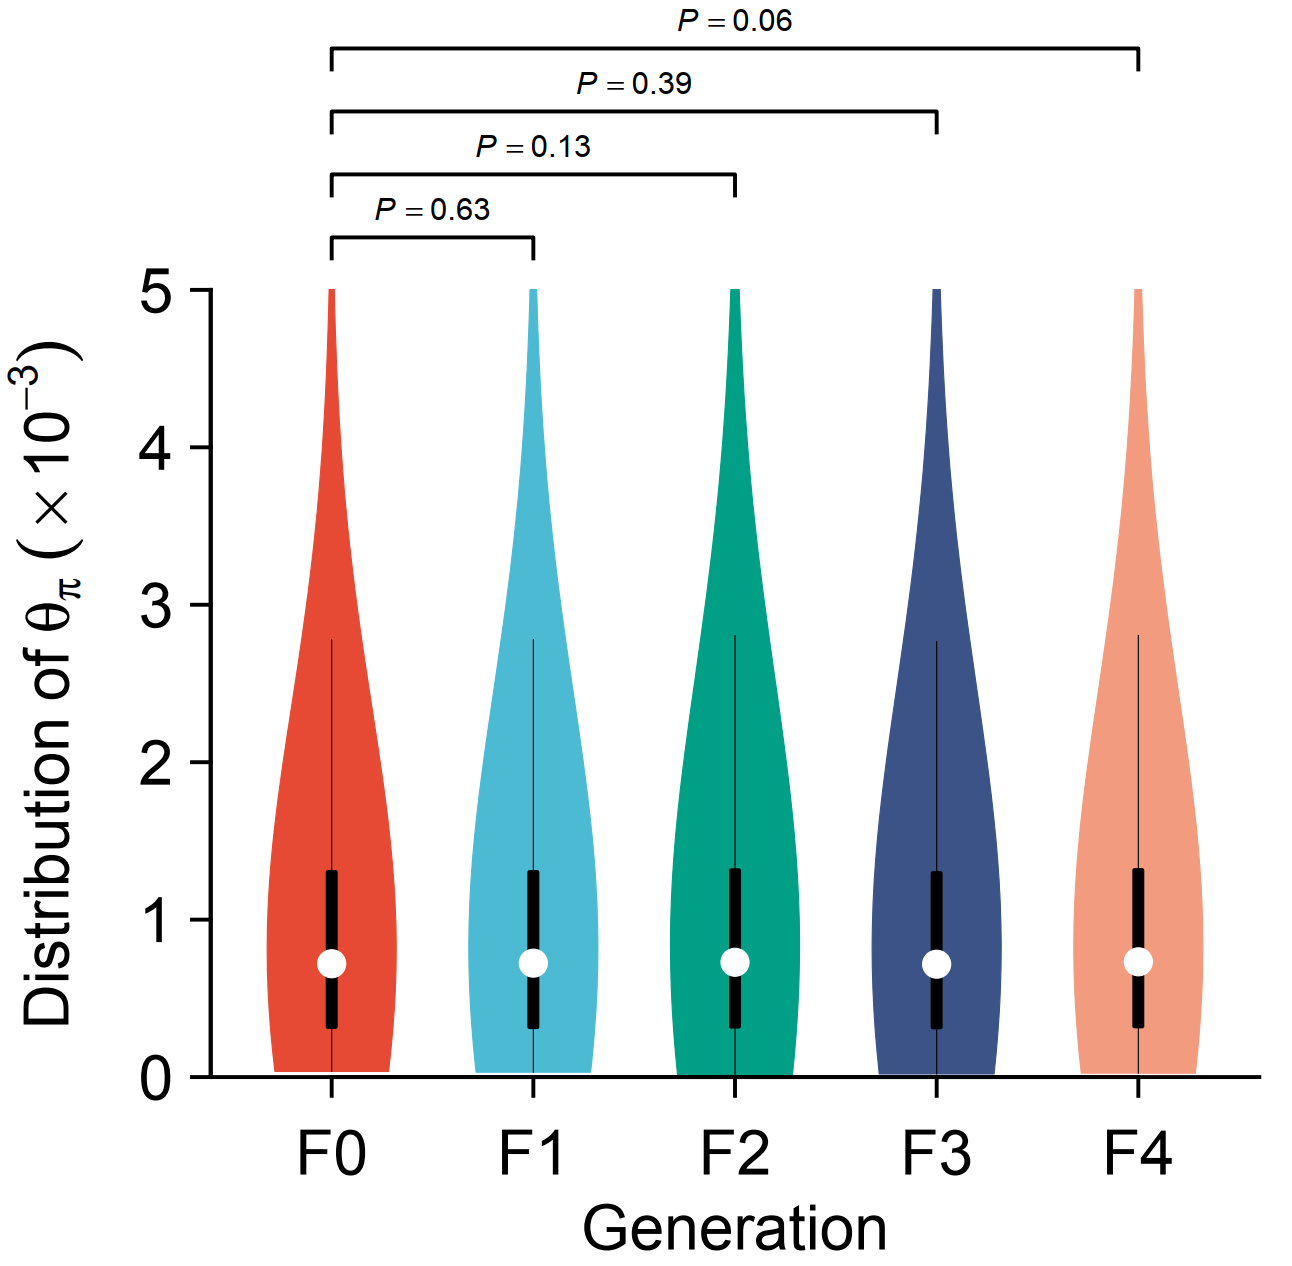 P = 0.06
P = 0.39
P = 0.13
P = 0.63
5
4
3
2
1
0
Distribution of θπ (× 10−3)
F0 F1 F2 F3 F4
Generation